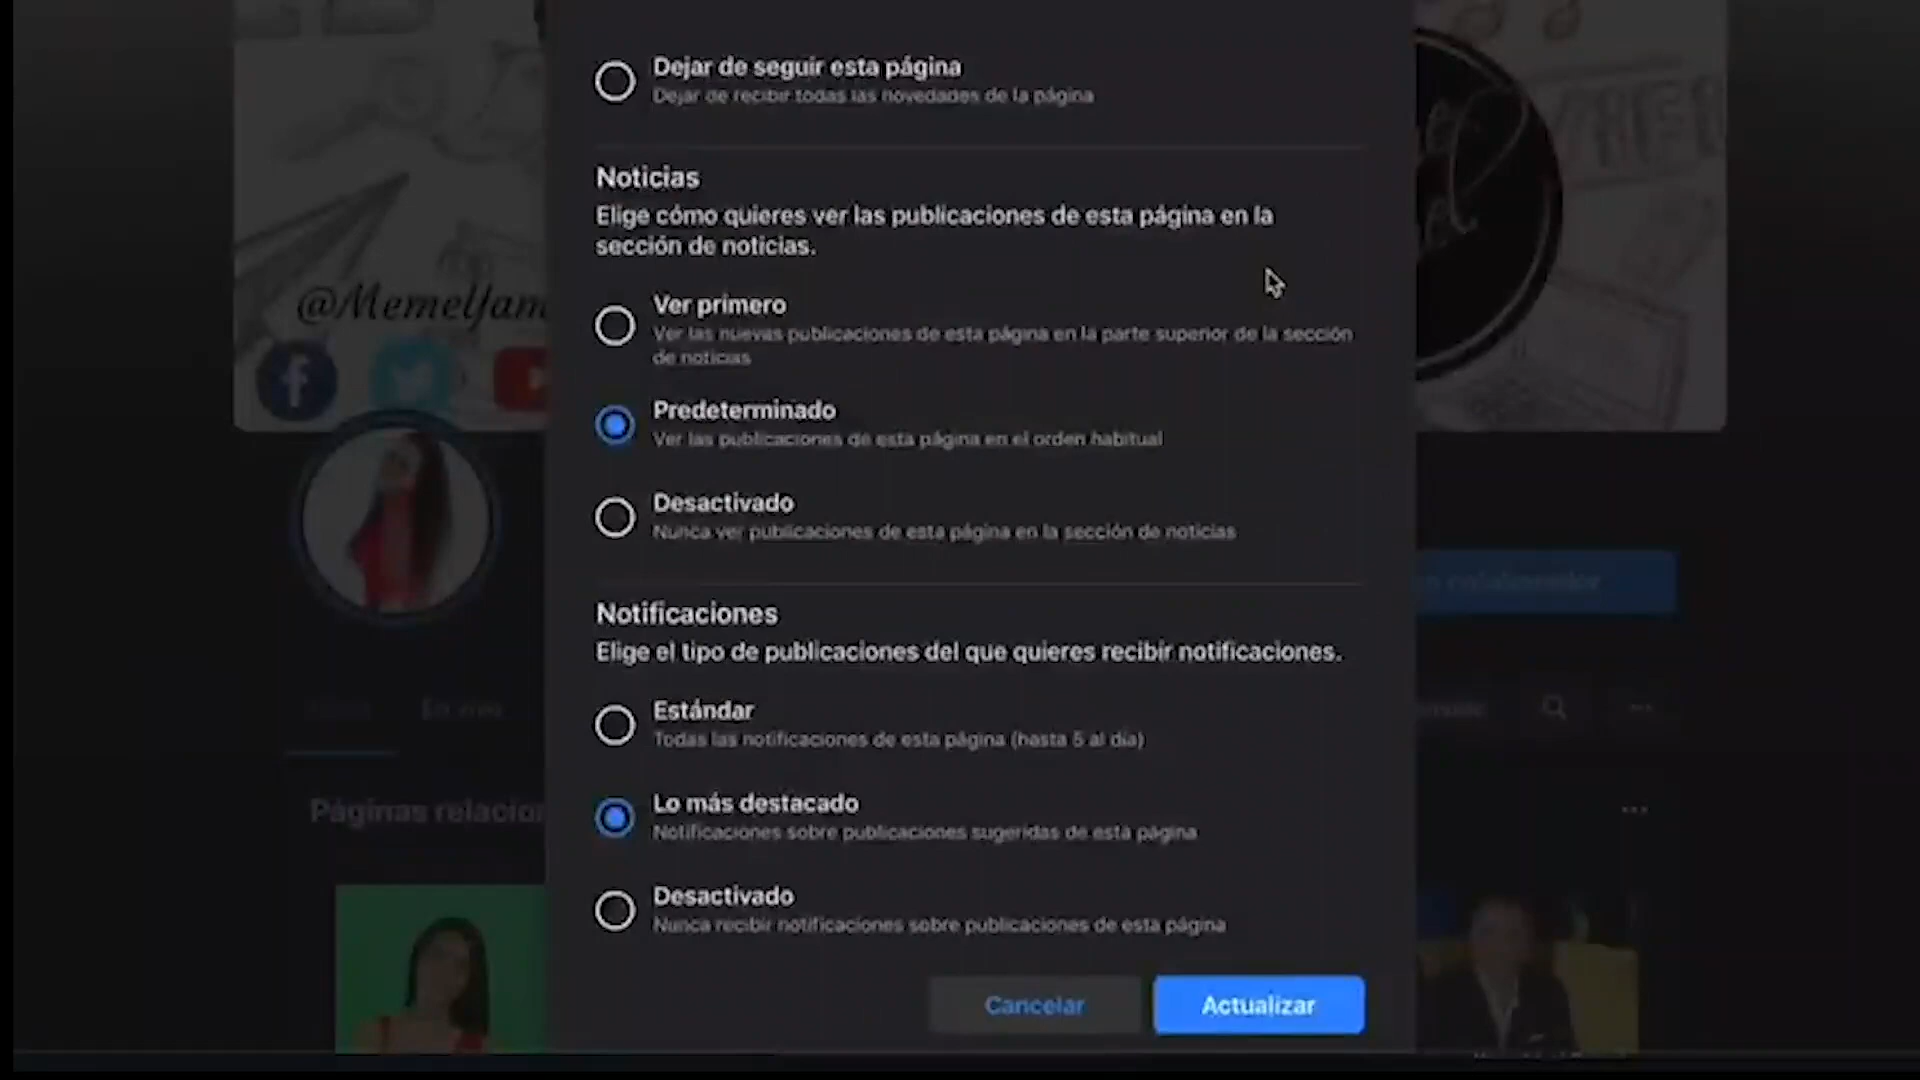 Dejar de seguir esta página
Dejar de recibir todas las novedades de la página
Noticias
Elige cómo quieres ver las publicaciones de esta página en la
sección de noticias.
Ver primero
Ver las nuevas publicaciones de esta página en la parte superior de la sección
de noticias
Predeterminado
Ver las publicaciones de esta página en el orden habitual
Desactivado
Nunca ver publicaciones de esta página en la sección de noticias
Notificaciones
Elige el tipo de publicaciones del que quieres recibir notificaciones.
Estándar
Todas las notificaciones de esta página (hasta 5 al día)
Lo más destacado
Notificaciones sobre publicaciones sugeridas de esta página
Desactivado
Nunca recibir notificaciones sobre publicaciones de esta página
Cancelar
Actualizar
@MemelJam
Páginas relacion